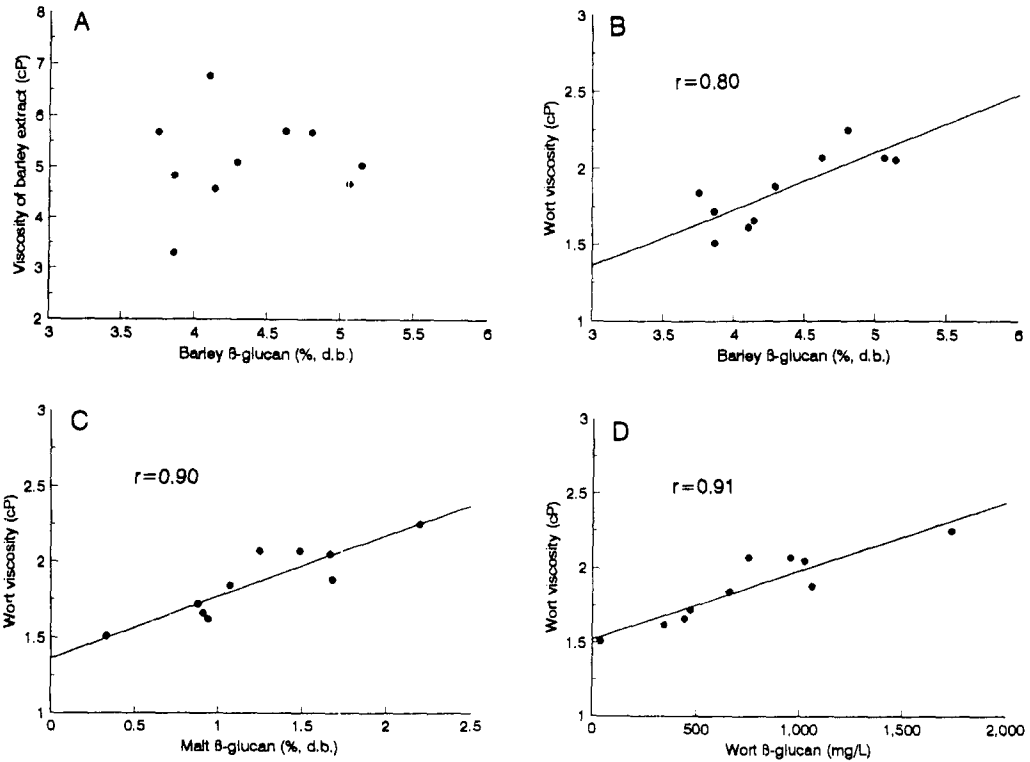 A
8
7
6
5
4
3
2
Viscosity of barley extract (cP)
3 3.5 4 4.5 5 5.5 6
Barley β-glucan (%, d.b.)
B
r=0.80
3
2.5
2
1.5
1
Wort viscosity (cP)
3 3.5 4 4.5 5 5.5 6
Barley β-glucan (%, d.b.)
C
r=0.90
3
2.5
2
1.5
1
Wort viscosity (cP)
0 0.5 1 1.5 2 2.5
Malt β-glucan (%, d.b.)
D
r=0.91
3
2.5
2
1.5
1
Wort viscosity (cP)
0 500 1,000 1,500 2,000
Wort β-glucan (mg/L)